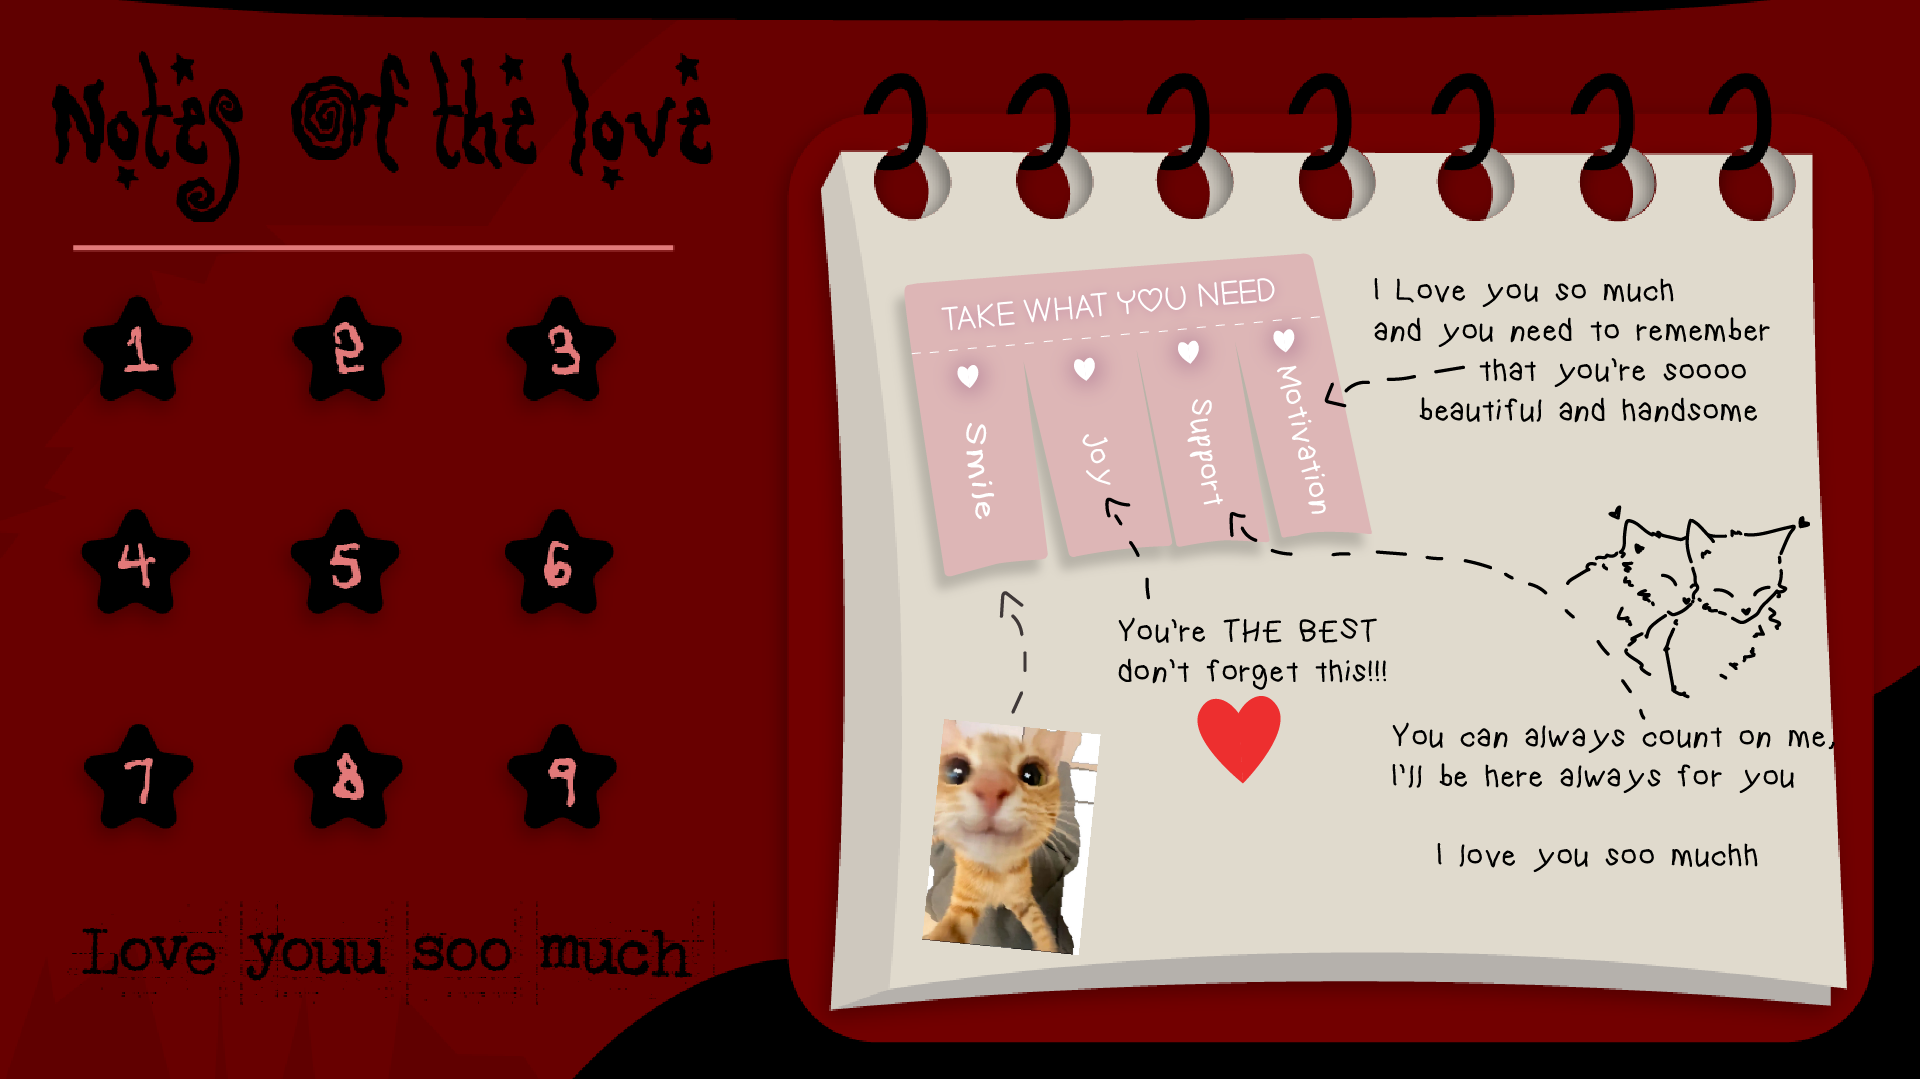 Notes Of the love
1 2 3
4 5 6
7 8 9
Love youu soo much
TAKE WHAT YOU NEED
Smile
Joy
Support
Motivation
I Love you so much
and you need to remember
that you're soooo
beautiful and handsome
You're THE BEST
don't forget this!!!
You can always count on me,
I'll be here always for you
I love you soo muchh